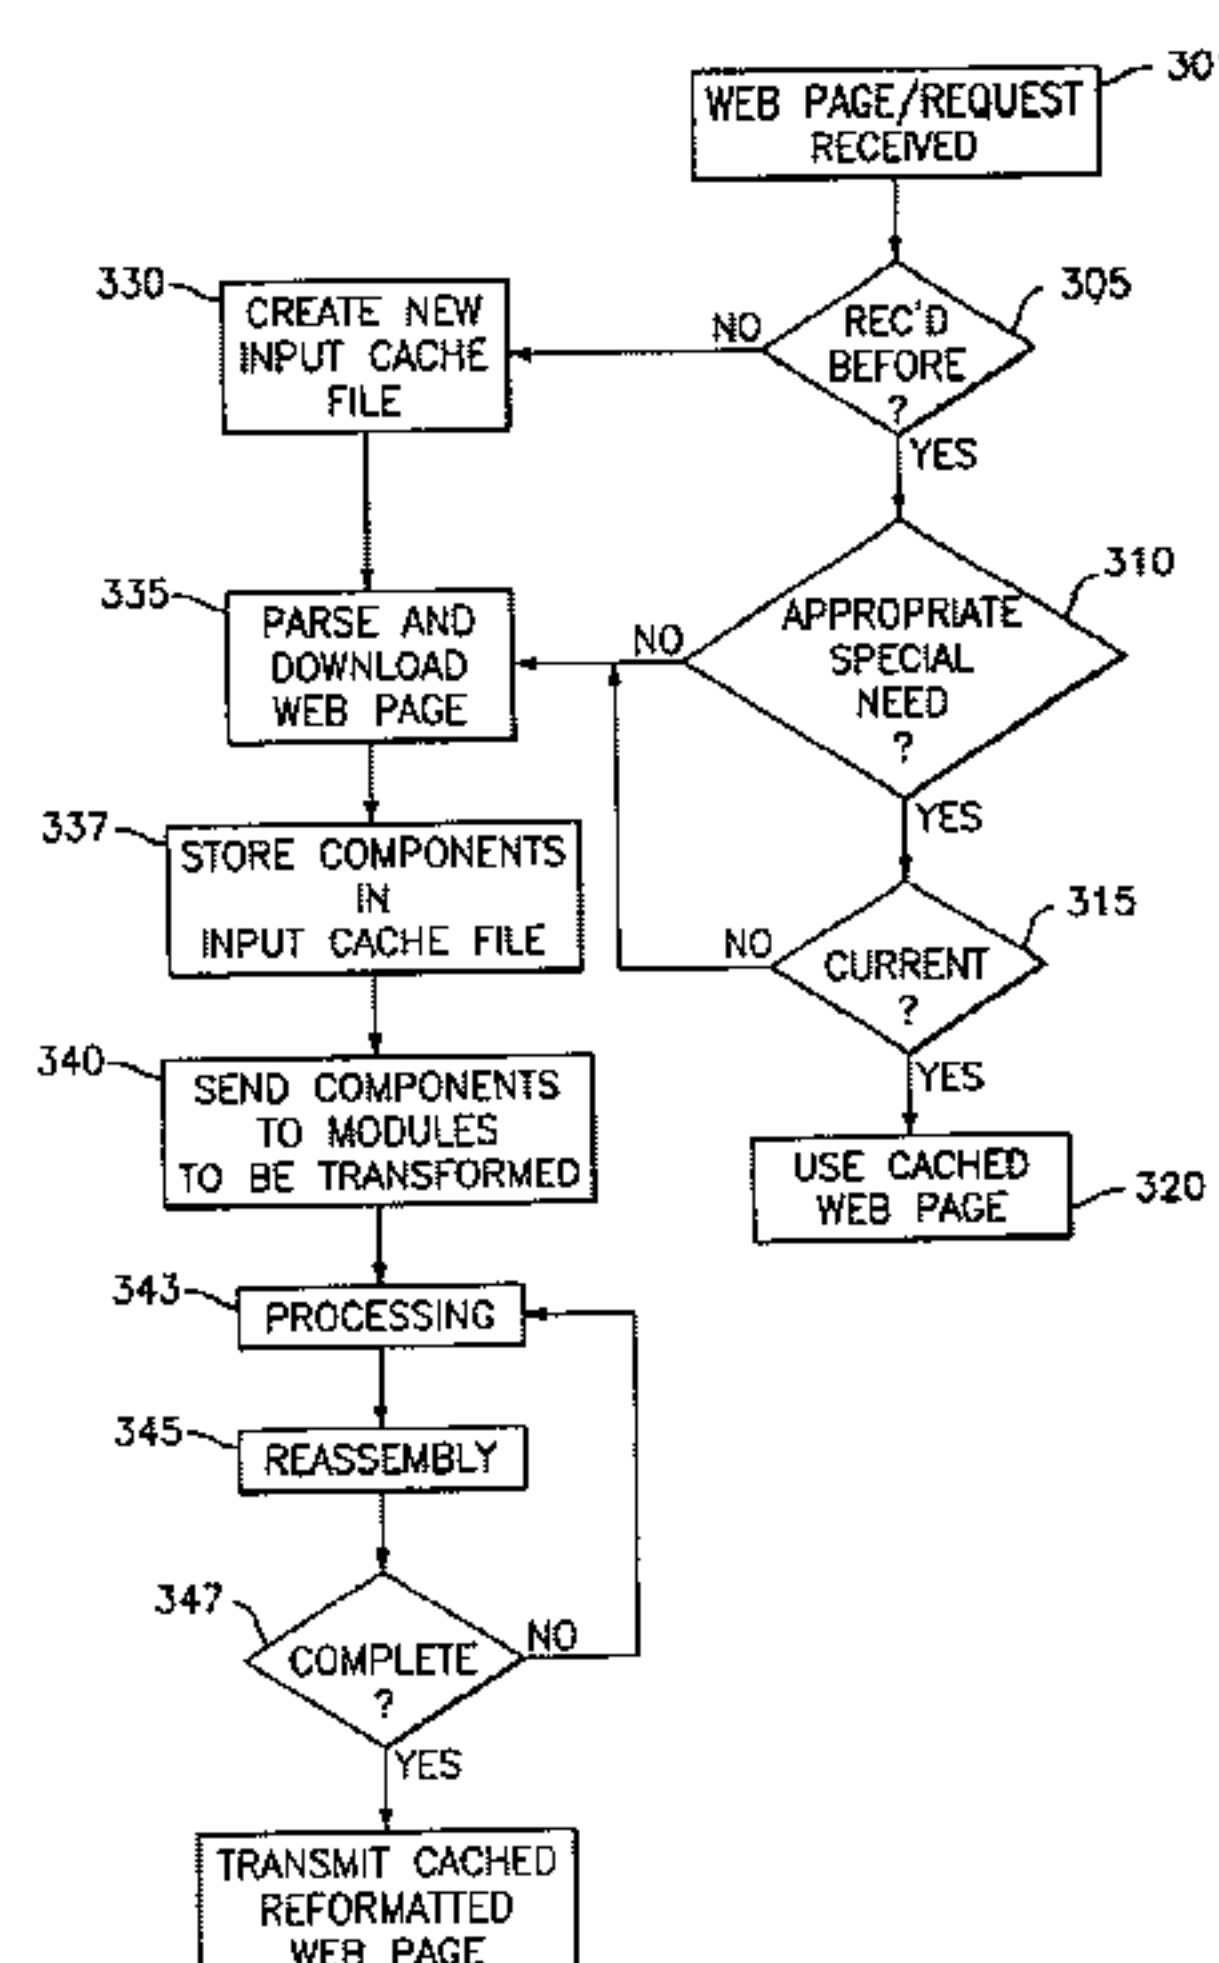 WEB PAGE/REQUEST
RECEIVED
305
REC'D
BEFORE
?
NO
YES
330
CREATE NEW
INPUT CACHE
FILE
310
APPROPRIATE
SPECIAL
NEED
?
NO
YES
335
PARSE AND
DOWNLOAD
WEB PAGE
315
CURRENT
?
NO
YES
320
USE CACHED
WEB PAGE
337
STORE COMPONENTS
IN
INPUT CACHE FILE
340
SEND COMPONENTS
TO MODULES
TO BE TRANSFORMED
343
PROCESSING
345
REASSEMBLY
347
COMPLETE
?
NO
YES
TRANSMIT CACHED
REFORMATTED
WEB PAGE